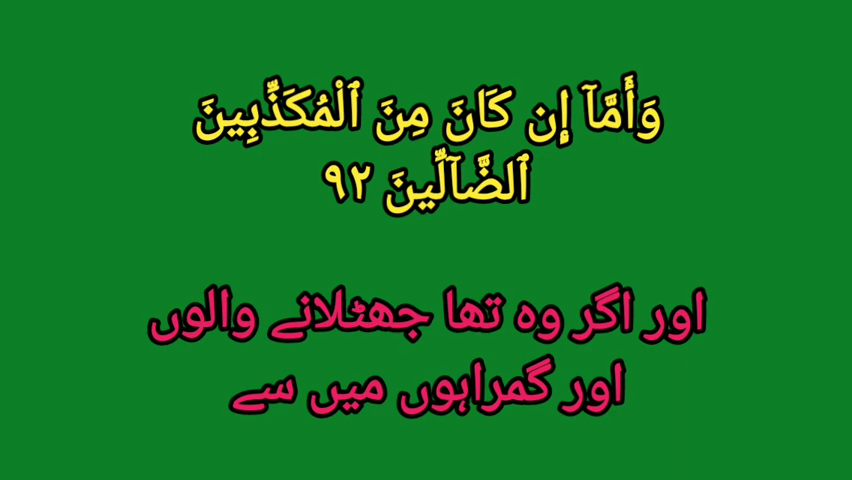 وَأَمَّآ إِن كَانَ مِنَ ٱلْمُكَذِّبِينَ
ٱلضَّآلِّينَ ٩٢
اور اگر وہ تھا جھٹلانے والوں
اور گمراہوں میں سے